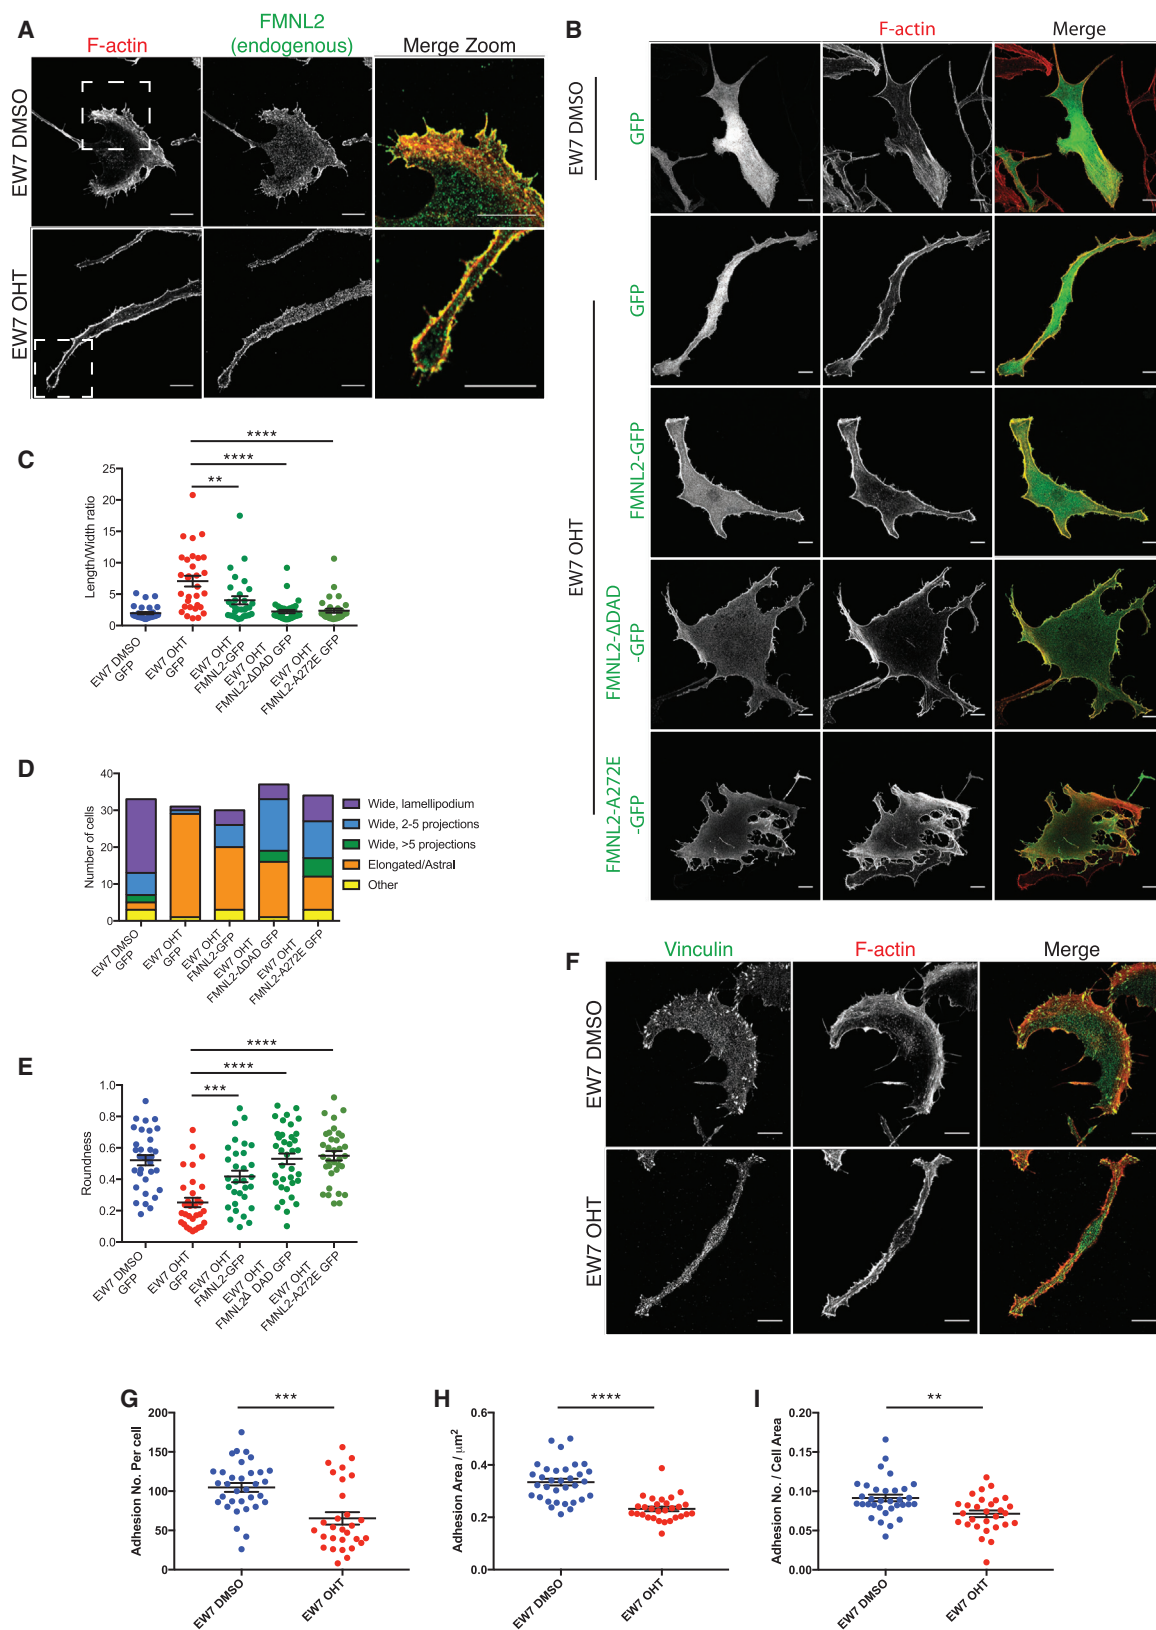 A
F-actin
FMNL2
(endogenous)
Merge Zoom
EW7 DMSO
EW7 OHT
B
F-actin
Merge
EW7 DMSO
GFP
EW7 OHT
GFP
FMNL2-GFP
FMNL2-ΔDAD
-GFP
FMNL2-A272E
-GFP
C
****
****
**
Length/Width ratio
25
20
15
10
5
0
EW7 DMSO
GFP
EW7 OHT
GFP
EW7 OHT
FMNL2-GFP
EW7 OHT
FMNL2-ΔDAD GFP
EW7 OHT
FMNL2-A272E GFP
D
Number of cells
40
30
20
10
0
EW7 DMSO
GFP
EW7 OHT
GFP
EW7 OHT
FMNL2-GFP
EW7 OHT
FMNL2-ΔDAD GFP
EW7 OHT
FMNL2-A272E GFP
Wide, lamellipodium
Wide, 2-5 projections
Wide, >5 projections
Elongated/Astral
Other
E
****
****
***
Roundness
1.0
0.8
0.6
0.4
0.2
0.0
EW7 DMSO
GFP
EW7 OHT
GFP
EW7 OHT
FMNL2-GFP
EW7 OHT
FMNL2Δ DAD GFP
EW7 OHT
FMNL2-A272E GFP
F
Vinculin
F-actin
Merge
EW7 DMSO
EW7 OHT
G
***
Adhesion No. Per cell
200
150
100
50
0
EW7 DMSO
EW7 OHT
H
****
Adhesion Area / μm²
0.6
0.4
0.2
0.0
EW7 DMSO
EW7 OHT
I
**
Adhesion No. / Cell Area
0.20
0.15
0.10
0.05
0.00
EW7 DMSO
EW7 OHT